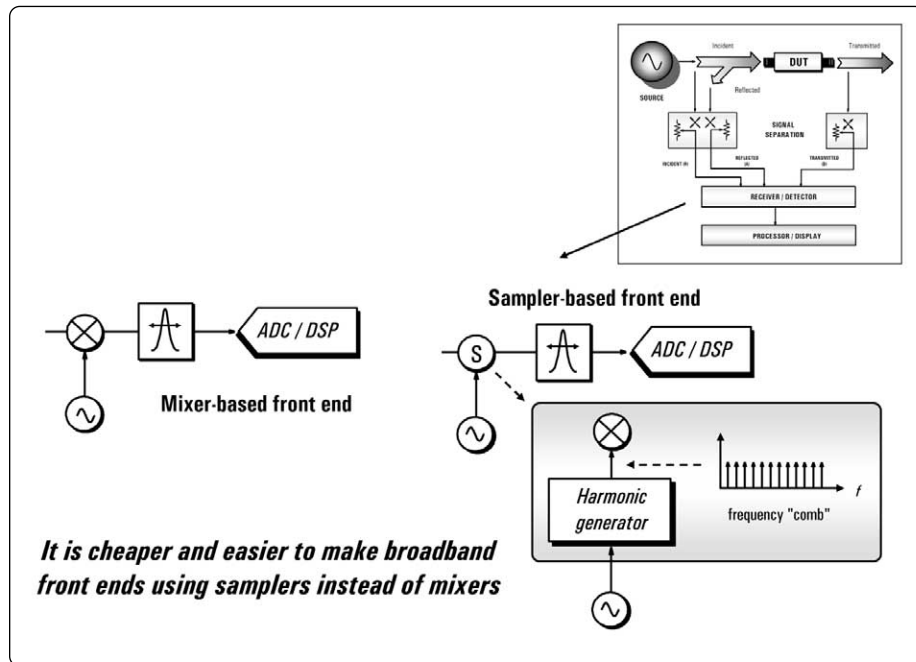 Incident
Transmitted
DUT
Reflected
SOURCE
SIGNAL
SEPARATION
INCIDENT (R)
REFLECTED
(A)
TRANSMITTED
(B)
RECEIVER / DETECTOR
PROCESSOR / DISPLAY
Sampler-based front end
ADC / DSP
S
ADC / DSP
Mixer-based front end
Harmonic
generator
f
frequency "comb"
It is cheaper and easier to make broadband
front ends using samplers instead of mixers